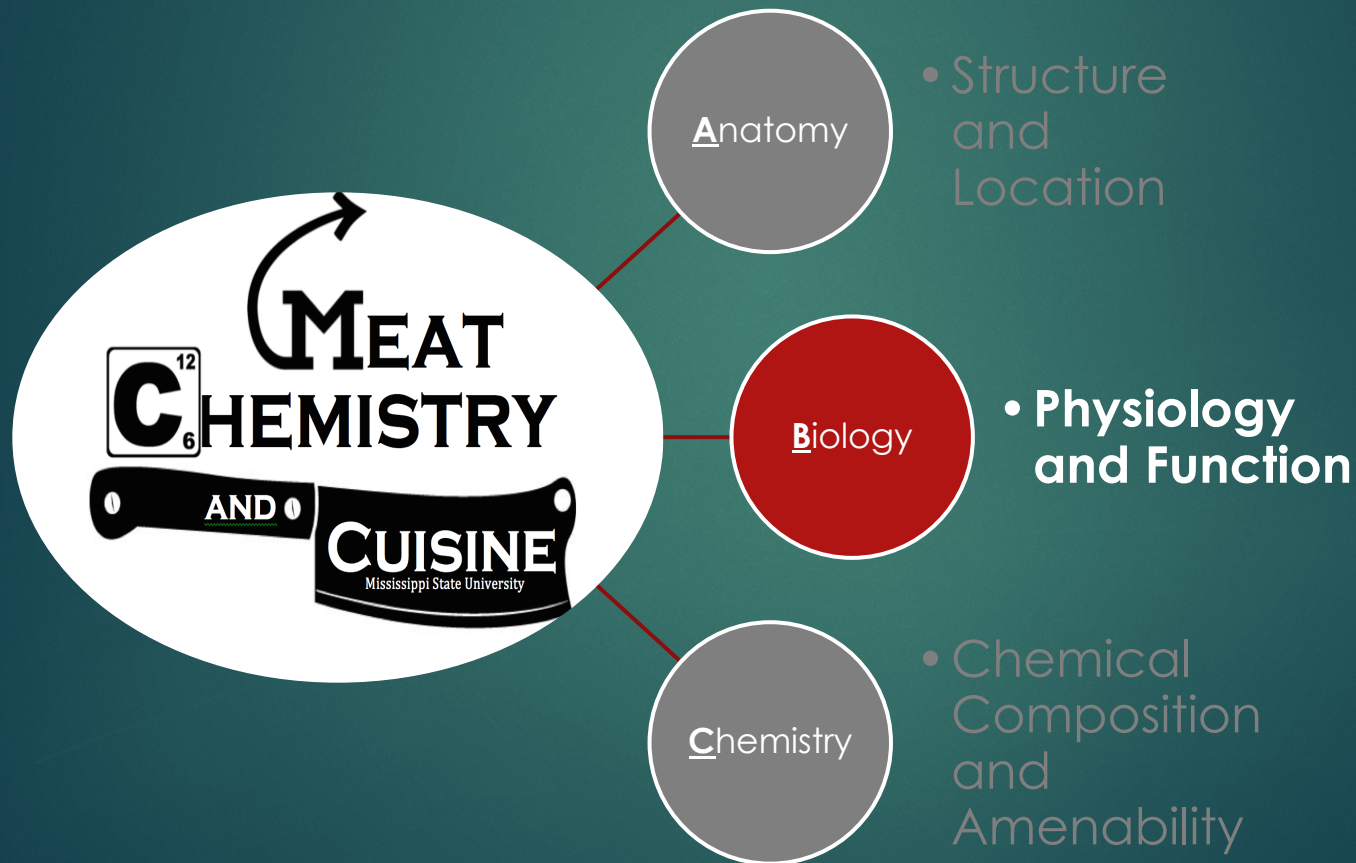 MEAT
C 12 6 HEMISTRY
AND
CUISINE
Mississippi State University
Anatomy
• Structure
and
Location
Biology
• Physiology
and Function
Chemistry
• Chemical
Composition
and
Amenability